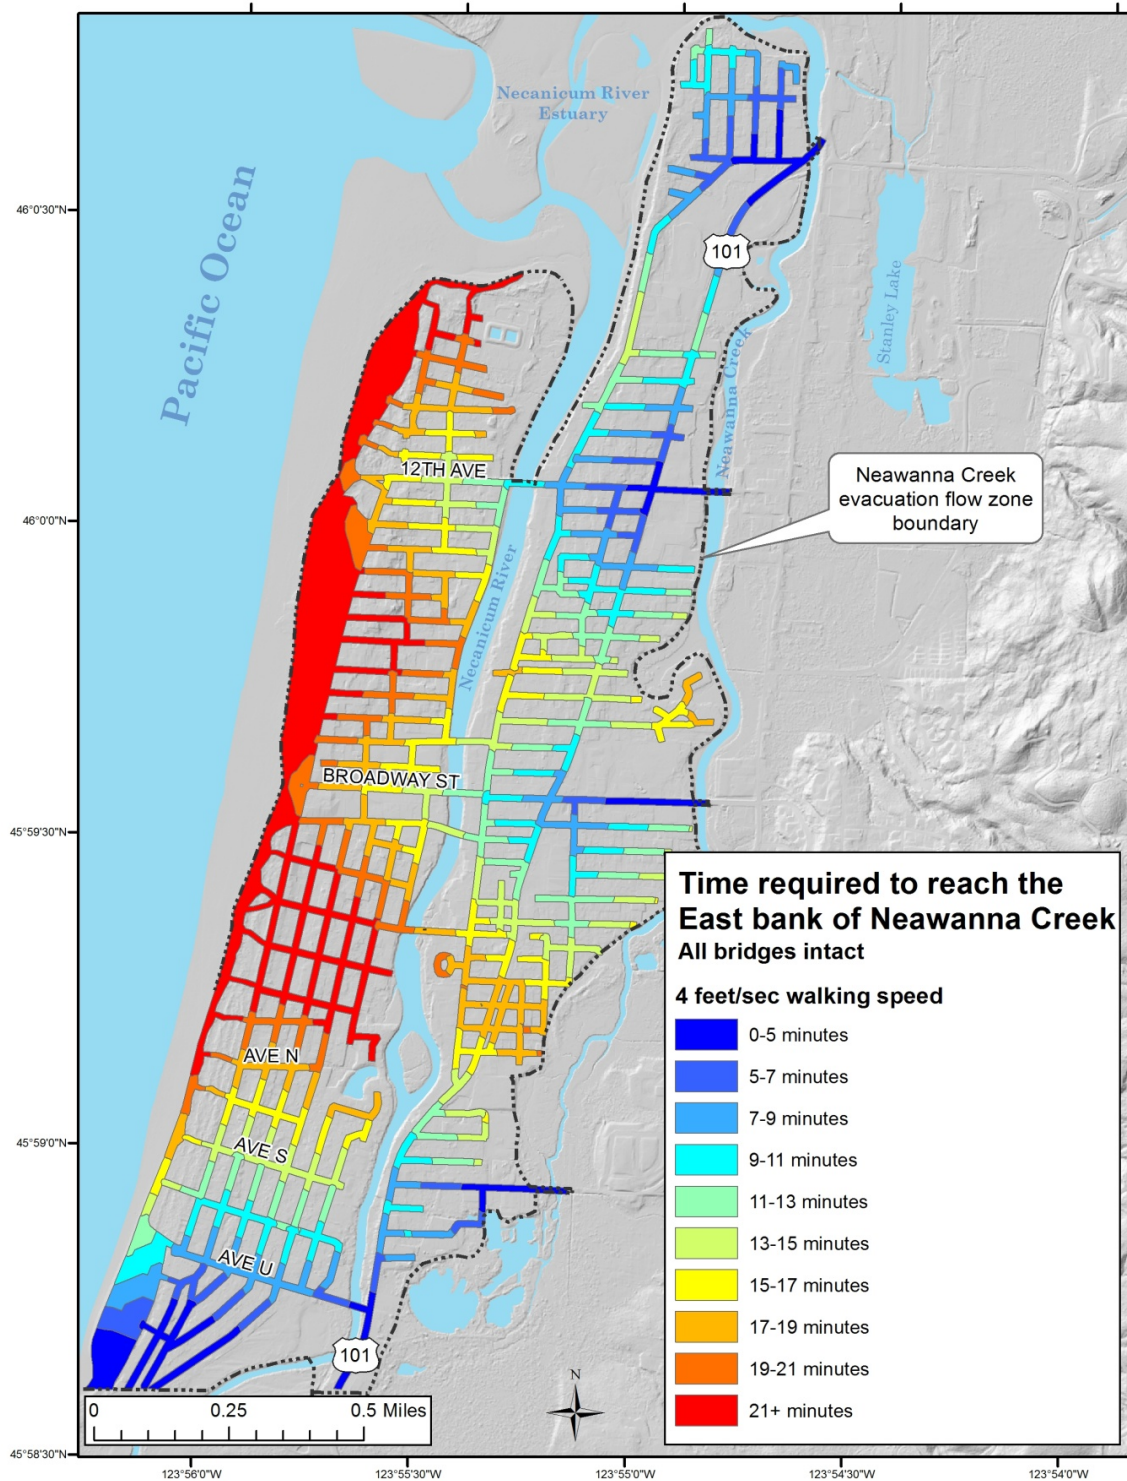 Necanicum River
Estuary
Pacific Ocean
46°0'30"N
101
Stanley Lake
Neawanna Creek
12TH AVE
Neawanna Creek
evacuation flow zone
boundary
46°0'0"N
Necanicum River
BROADWAY ST
45°59'30"N
Time required to reach the
East bank of Neawanna Creek
All bridges intact
4 feet/sec walking speed
0-5 minutes
5-7 minutes
7-9 minutes
9-11 minutes
11-13 minutes
13-15 minutes
15-17 minutes
17-19 minutes
19-21 minutes
21+ minutes
AVE N
45°59'0"N
AVE S
AVE U
101
N
0 0.25 0.5 Miles
45°58'30"N
123°56'0"W 123°55'30"W 123°55'0"W 123°54'30"W 123°54'0"W